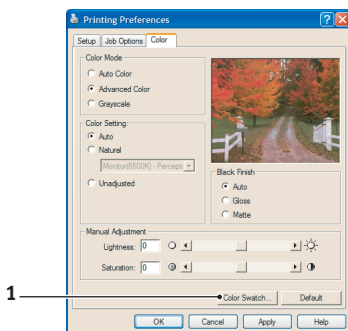 Printing Preferences
Setup Job Options Color
Color Mode
Auto Color
Advanced Color
Grayscale
Color Setting:
Auto
Natural
Monitor(6500K) - Percepti
Unadjusted
Black Finish
Auto
Gloss
Matte
Manual Adjustment
Lightness: 0
Saturation: 0
1
Color Swatch... Default
OK Cancel Apply Help